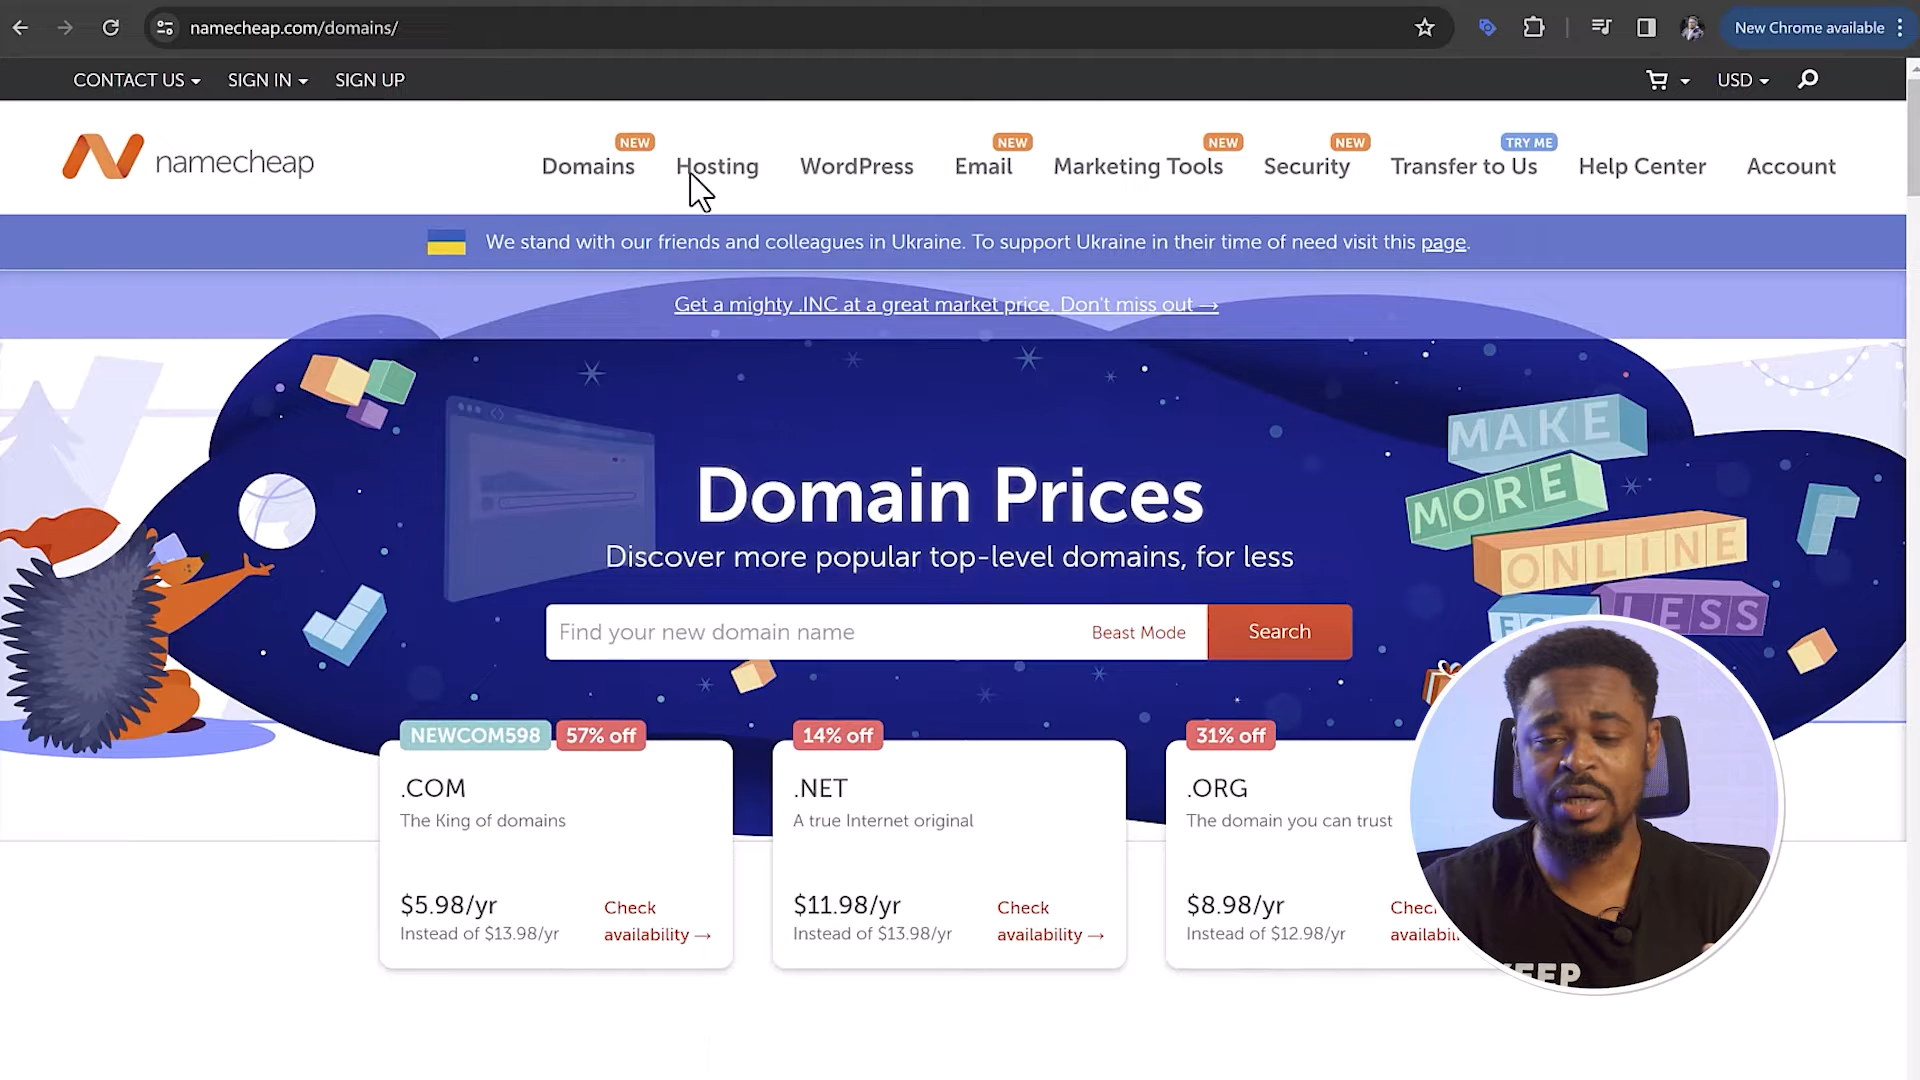 namecheap.com/domains/
New Chrome available
CONTACT US
SIGN IN
SIGN UP
USD
namecheap
NEW
Domains
Hosting
WordPress
NEW
Email
NEW
Marketing Tools
NEW
Security
TRY ME
Transfer to Us
Help Center
Account
We stand with our friends and colleagues in Ukraine. To support Ukraine in their time of need visit this page.
Get a mighty .INC at a great market price. Don't miss out →
MAKE
MORE
ONLINE
LESS
Domain Prices
Discover more popular top-level domains, for less
Find your new domain name
Beast Mode
Search
NEWCOM598
57% off
.COM
The King of domains
$5.98/yr
Instead of $13.98/yr
Check
availability →
14% off
.NET
A true Internet original
$11.98/yr
Instead of $13.98/yr
Check
availability →
31% off
.ORG
The domain you can trust
$8.98/yr
Instead of $12.98/yr